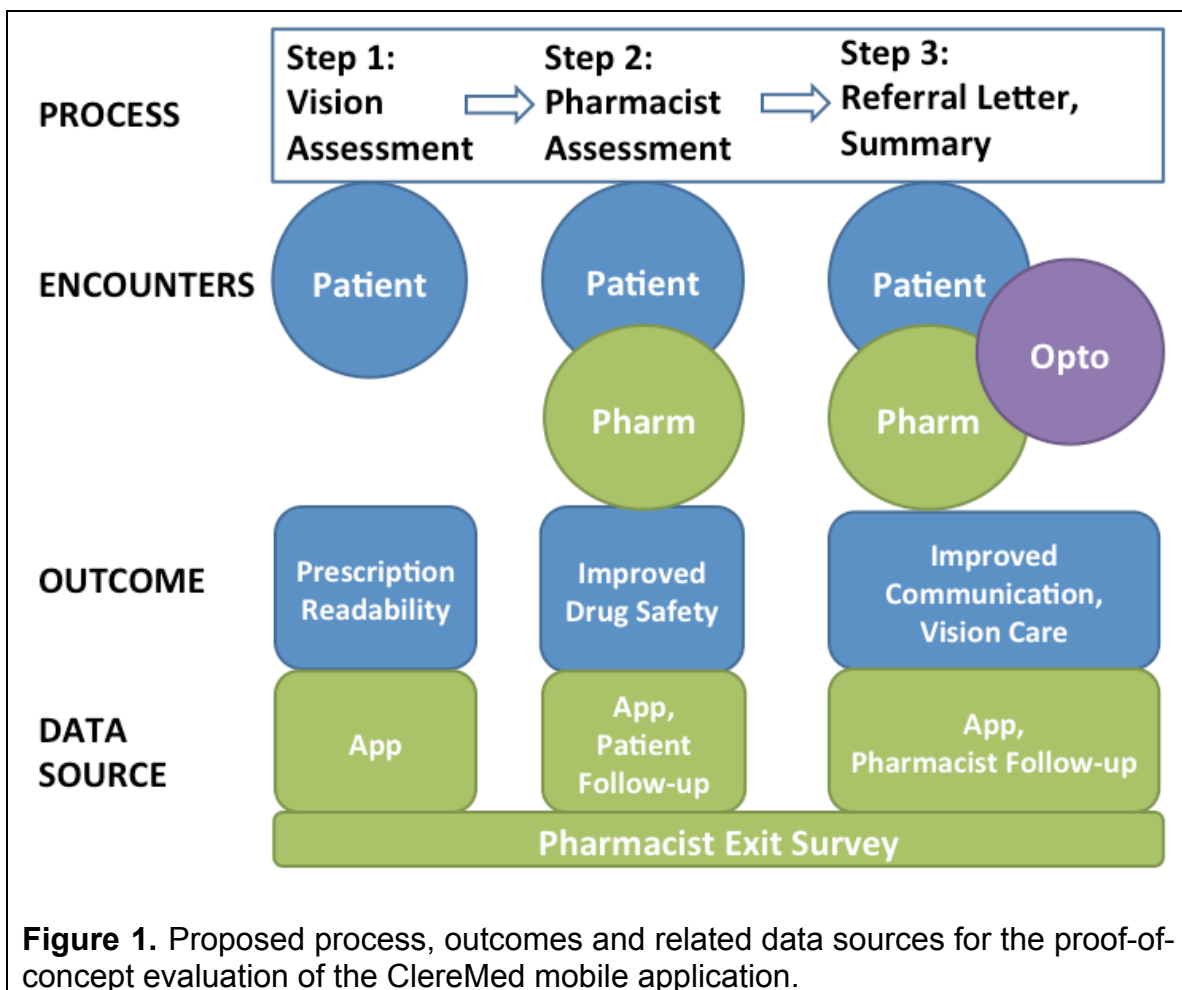 PROCESS
Step 1:
Vision
Assessment
Step 2:
Pharmacist
Assessment
Step 3:
Referral Letter,
Summary
ENCOUNTERS
Patient
Patient
Pharm
Patient
Pharm
Opto
OUTCOME
Prescription
Readability
Improved
Drug Safety
Improved
Communication,
Vision Care
DATA
SOURCE
App
App,
Patient
Follow-up
App,
Pharmacist Follow-up
Pharmacist Exit Survey
Figure 1. Proposed process, outcomes and related data sources for the proof-of-
concept evaluation of the ClereMed mobile application.